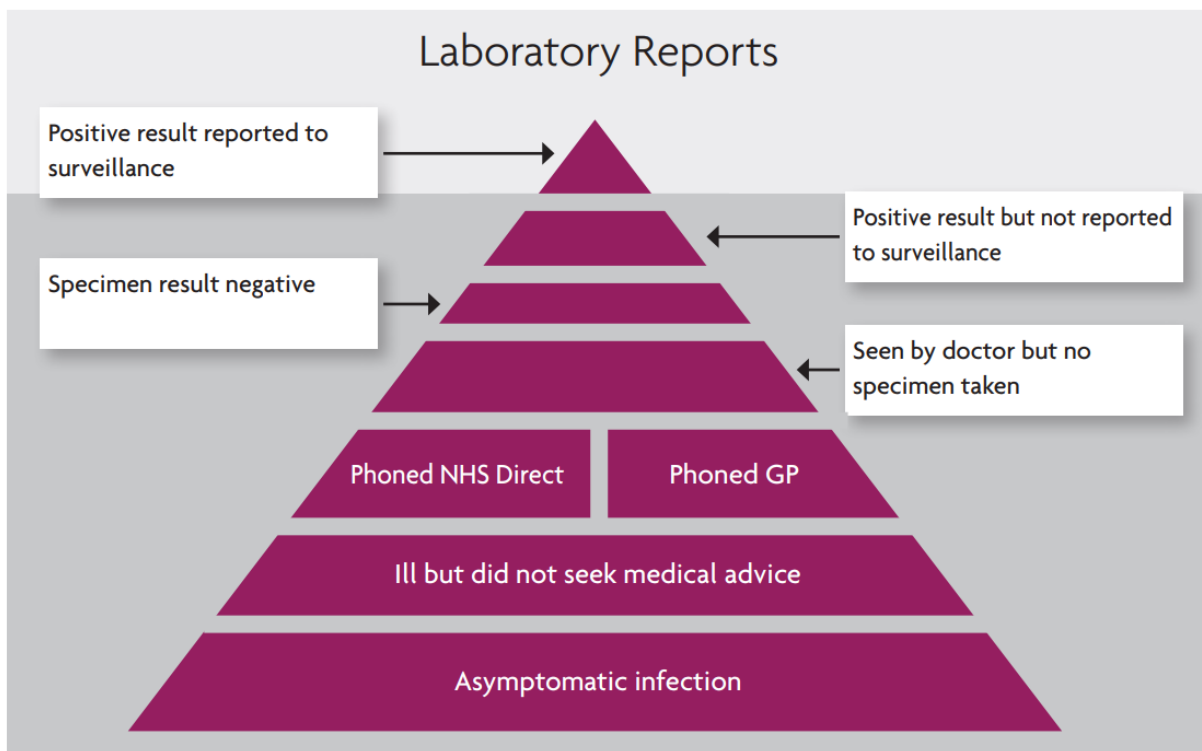 Laboratory Reports
Positive result reported to
surveillance
Positive result but not reported
to surveillance
Specimen result negative
Seen by doctor but no
specimen taken
Phoned NHS Direct
Phoned GP
Ill but did not seek medical advice
Asymptomatic infection